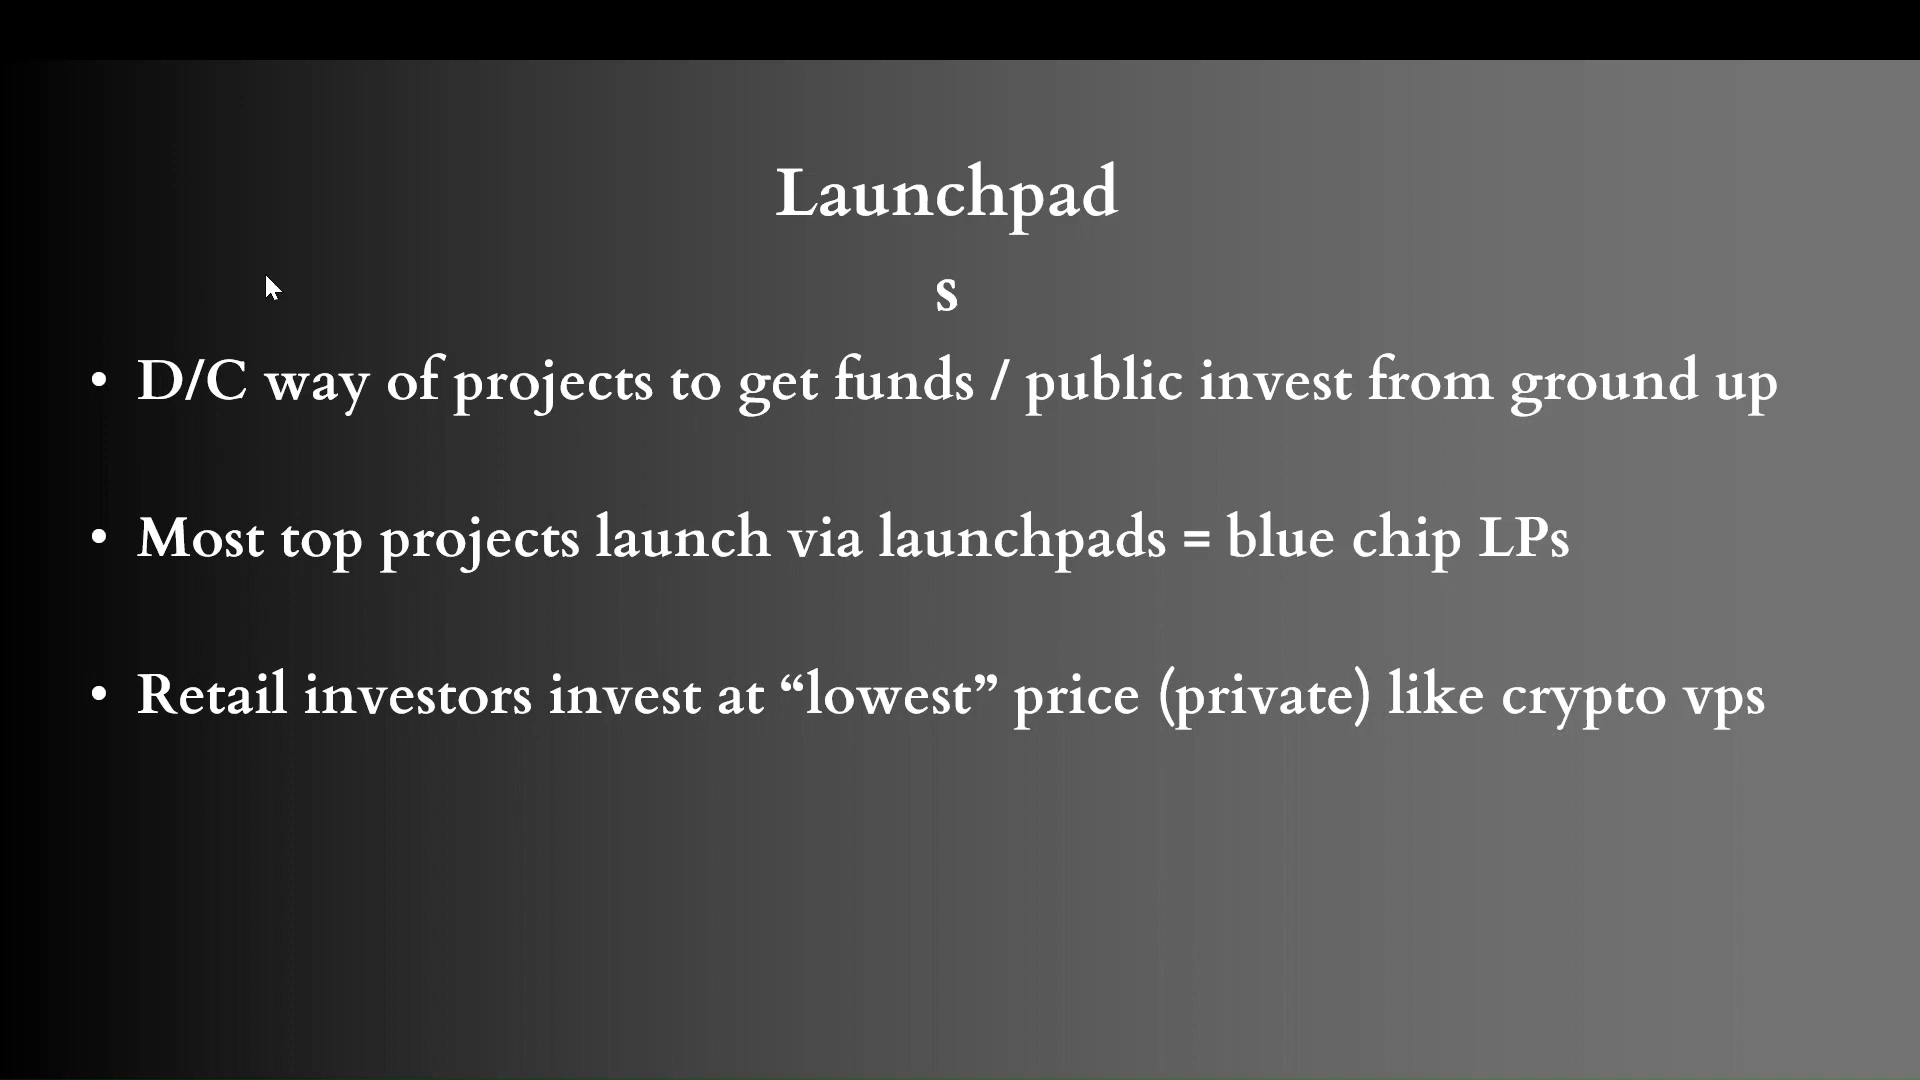 Launchpad
s
• D/C way of projects to get funds / public invest from ground up
• Most top projects launch via launchpads = blue chip LPs
• Retail investors invest at “lowest” price (private) like crypto vps